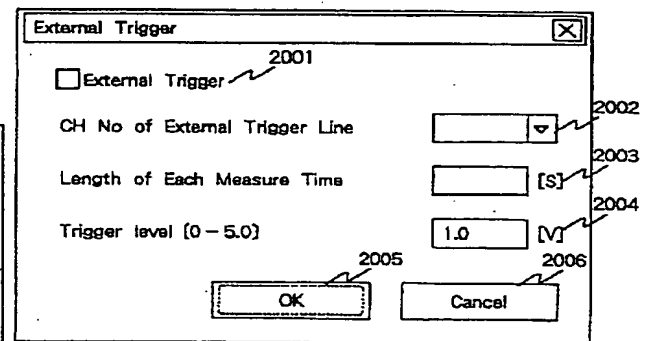 External Trigger
2001
External Trigger
2002
CH No of External Trigger Line
2003
Length of Each Measure Time [S]
2004
Trigger level [0 – 5.0] 1.0 [V]
2005 2006
OK Cancel